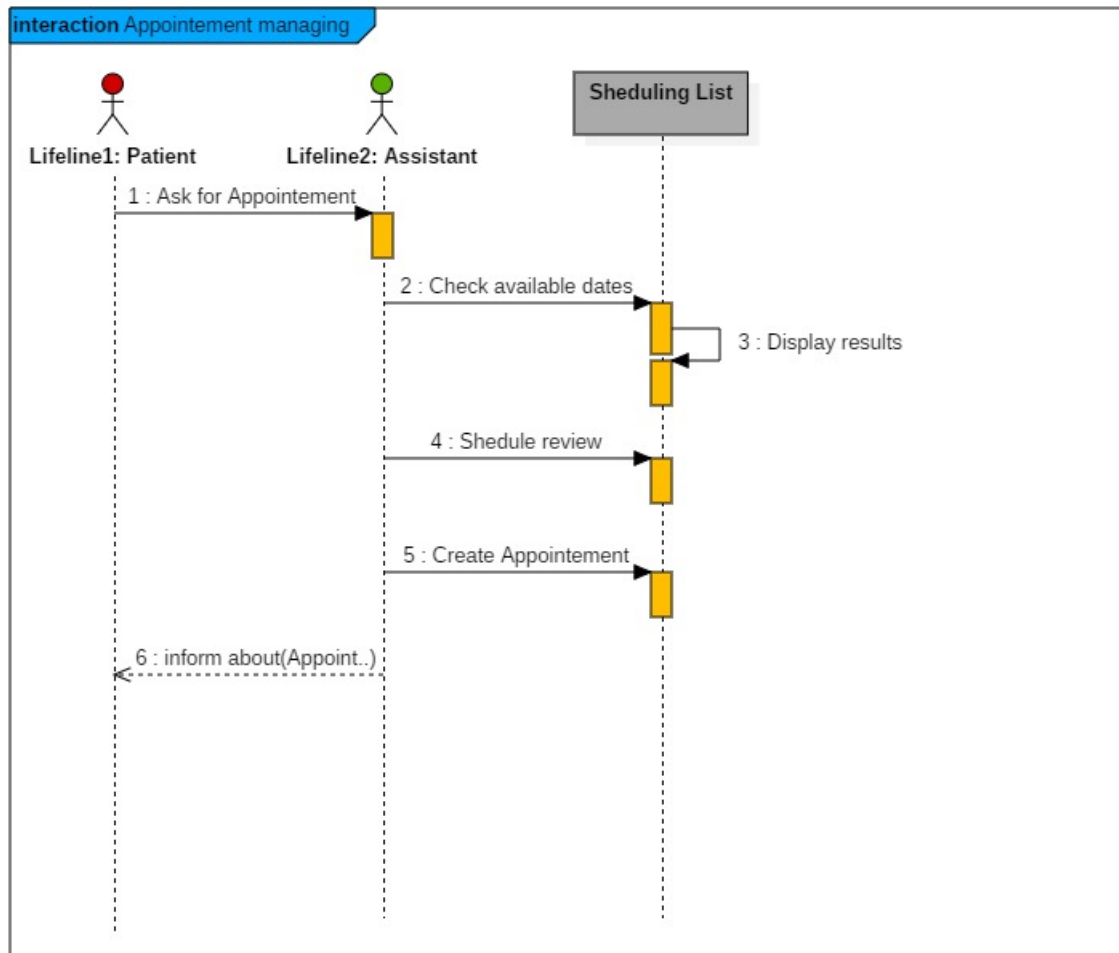 interaction Appointement managing
Sheduling List
Lifeline1: Patient
Lifeline2: Assistant
1 : Ask for Appointement
2 : Check available dates
3 : Display results
4 : Shedule review
5 : Create Appointement
6 : inform about(Appoint..)